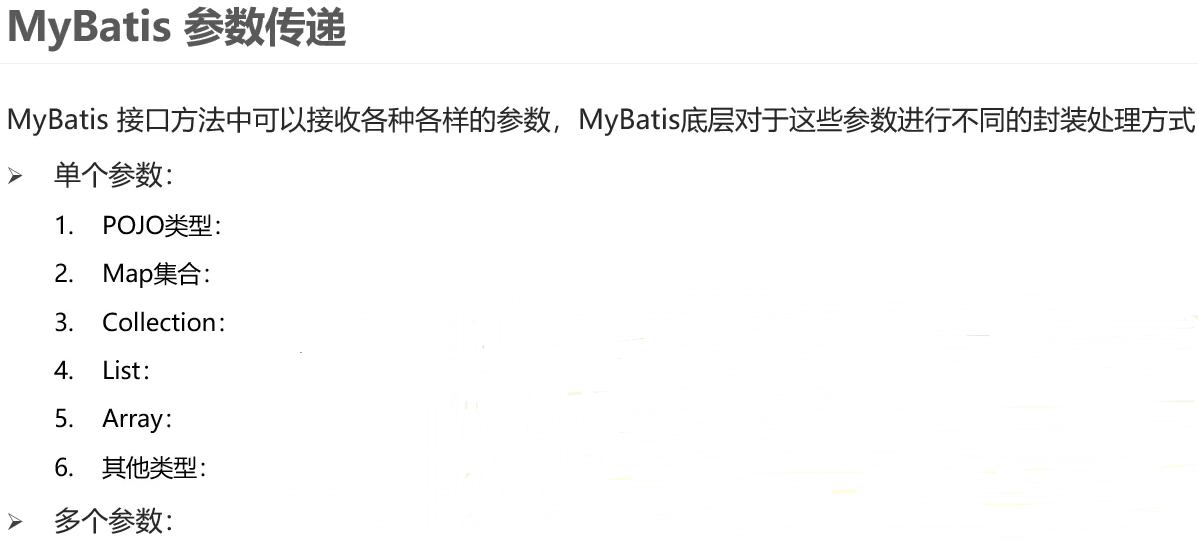 MyBatis 参数传递
MyBatis 接口方法中可以接收各种各样的参数，MyBatis底层对于这些参数进行不同的封装处理方式
➢ 单个参数：
1. POJO类型：
2. Map集合：
3. Collection：
4. List：
5. Array：
6. 其他类型：
➢ 多个参数：